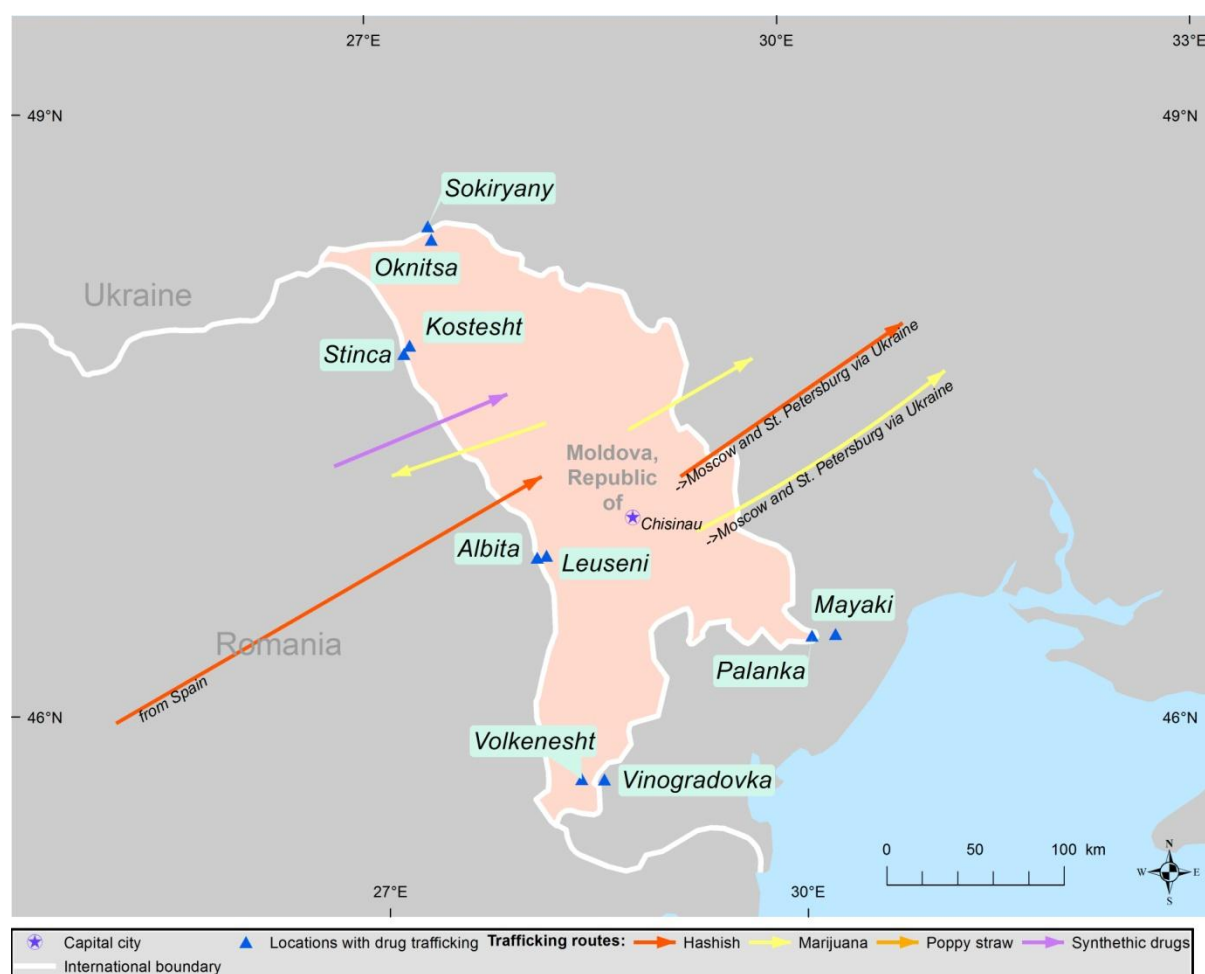 27°E
30°E
33°E
49°N
49°N
Sokiryany
Oknitsa
Ukraine
Kostesht
Stinca
->Moscow and St. Petersburg via Ukraine
->Moscow and St. Petersburg via Ukraine
Moldova,
Republic
of
Chisinau
Albita
Leuseni
Mayaki
Romania
Palanka
from Spain
46°N
46°N
Volkenesht
Vinogradovka
0 50 100 km
N
W E
S
27°E
30°E
Capital city
Locations with drug trafficking
Trafficking routes:
Hashish
Marijuana
Poppy straw
Synthethic drugs
International boundary